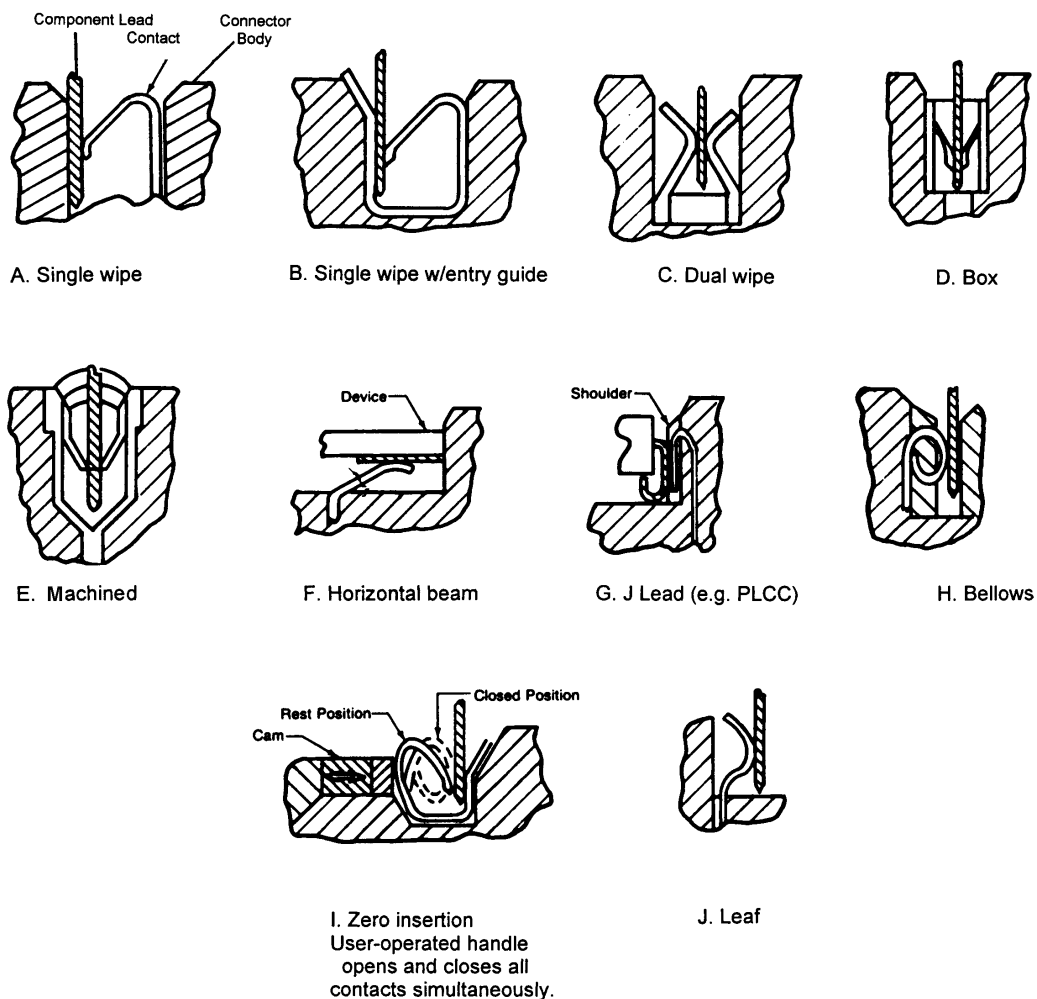 Component Lead
Contact
Connector
Body
A. Single wipe
B. Single wipe w/entry guide
C. Dual wipe
D. Box
Device
Shoulder
E. Machined
F. Horizontal beam
G. J Lead (e.g. PLCC)
H. Bellows
Closed Position
Rest Position
Cam
I. Zero insertion
User-operated handle
opens and closes all
contacts simultaneously.
J. Leaf